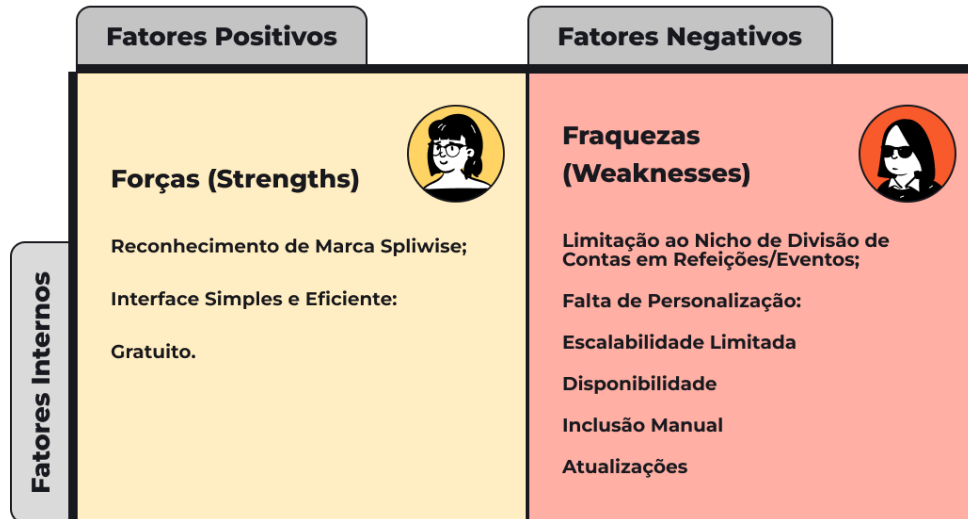 Fatores Positivos
Fatores Negativos
Fatores Internos
Forças (Strengths)
Reconhecimento de Marca Spliwise;
Interface Simples e Eficiente:
Gratuito.
Fraquezas
(Weaknesses)
Limitação ao Nicho de Divisão de
Contas em Refeições/Eventos;
Falta de Personalização:
Escalabilidade Limitada
Disponibilidade
Inclusão Manual
Atualizações